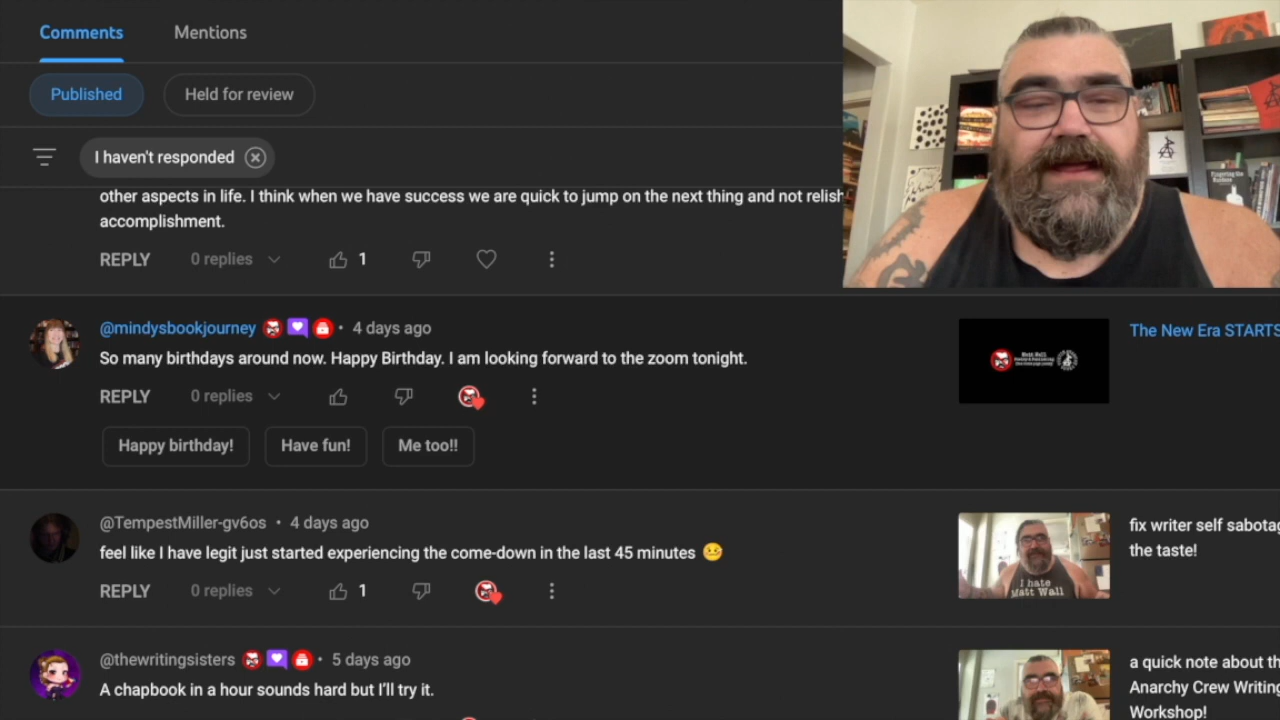 Comments
Mentions
Published
Held for review
I haven't responded
other aspects in life. I think when we have success we are quick to jump on the next thing and not relish
accomplishment.
REPLY
0 replies
1
@mindysbookjourney • 4 days ago
So many birthdays around now. Happy Birthday. I am looking forward to the zoom tonight.
The New Era STARTS
REPLY
0 replies
Happy birthday!
Have fun!
Me too!!
@TempestMiller-gv6os • 4 days ago
feel like I have legit just started experiencing the come-down in the last 45 minutes 🤒
fix writer self sabotag
the taste!
I hate
Matt Wall
REPLY
0 replies
1
@thewritingsisters • 5 days ago
A chapbook in a hour sounds hard but I'll try it.
a quick note about th
Anarchy Crew Writing
Workshop!